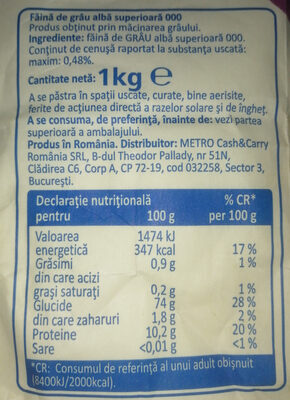 Făină de grâu albă superioară 000
Produs obținut prin măcinarea grâului.
Ingrediente: făină de GRÂU albă superioară 000.
Conținut de cenușă raportat la substanța uscată:
maxim: 0,48%.
Cantitate netă: 1kg ℮
A se păstra în spații uscate, curate, bine aerisite,
ferite de acțiunea directă a razelor solare și de îngheț.
A se consuma, de preferință, înainte de: vezi partea
superioară a ambalajului.
Produs în România. Distribuitor: METRO Cash&Carry
România SRL, B-dul Theodor Pallady, nr 51N,
Clădirea C6, Corp A, CP 72-19, cod 032258, Sector 3,
București.
Declarație nutrițională % CR*
pentru 100 g per 100 g
Valoarea 1474 kJ
energetică 347 kcal 17 %
Grăsimi 0,9 g 1 %
din care acizi
grași saturați 0,2 g 1 %
Glucide 74 g 28 %
din care zaharuri 1,8 g 2 %
Proteine 10,2 g 20 %
Sare <0,01 g <1 %
*CR: Consumul de referință al unui adult obișnuit
(8400kJ/2000kcal).